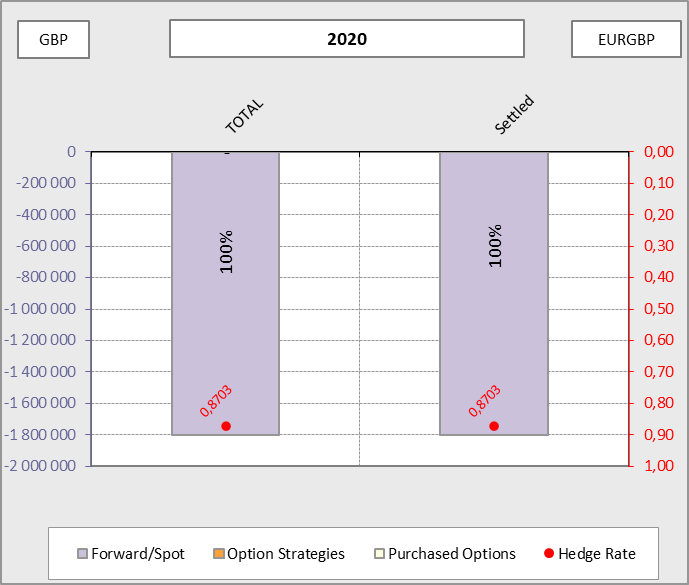 GBP
2020
EURGBP
TOTAL
Settled
0
-200 000
-400 000
-600 000
-800 000
-1 000 000
-1 200 000
-1 400 000
-1 600 000
-1 800 000
-2 000 000
100%
100%
0,8703
0,8703
0,00
0,10
0,20
0,30
0,40
0,50
0,60
0,70
0,80
0,90
1,00
Forward/Spot Option Strategies Purchased Options Hedge Rate